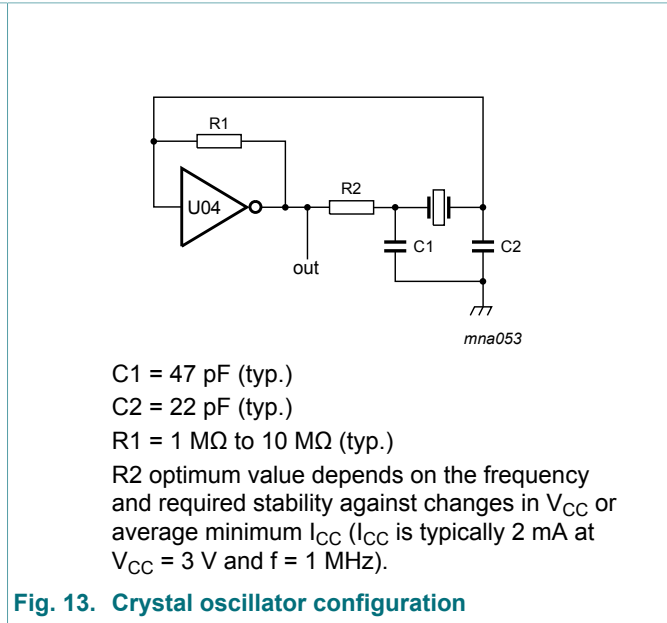 R1
U04
R2
C1
C2
out
mna053
C1 = 47 pF (typ.)
C2 = 22 pF (typ.)
R1 = 1 MΩ to 10 MΩ (typ.)
R2 optimum value depends on the frequency
and required stability against changes in VCC or
average minimum ICC (ICC is typically 2 mA at
VCC = 3 V and f = 1 MHz).
Fig. 13. Crystal oscillator configuration